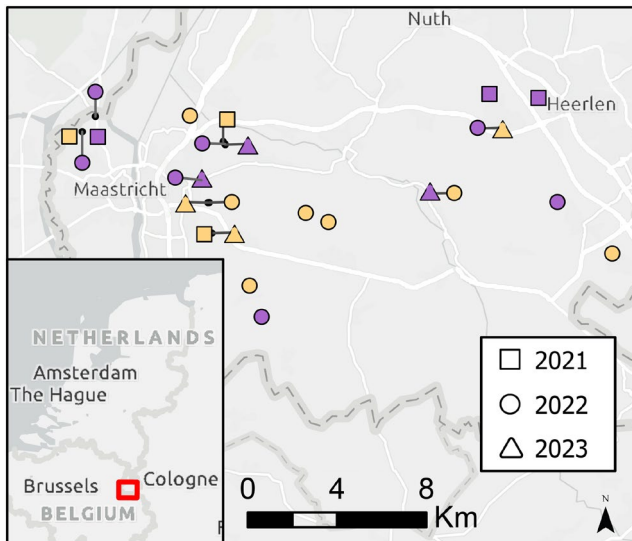 Nuth
Heerlen
Maastricht
NETHERLANDS
Amsterdam
The Hague
Brussels
Cologne
BELGIUM
2021
2022
2023
0 4 8
Km
N